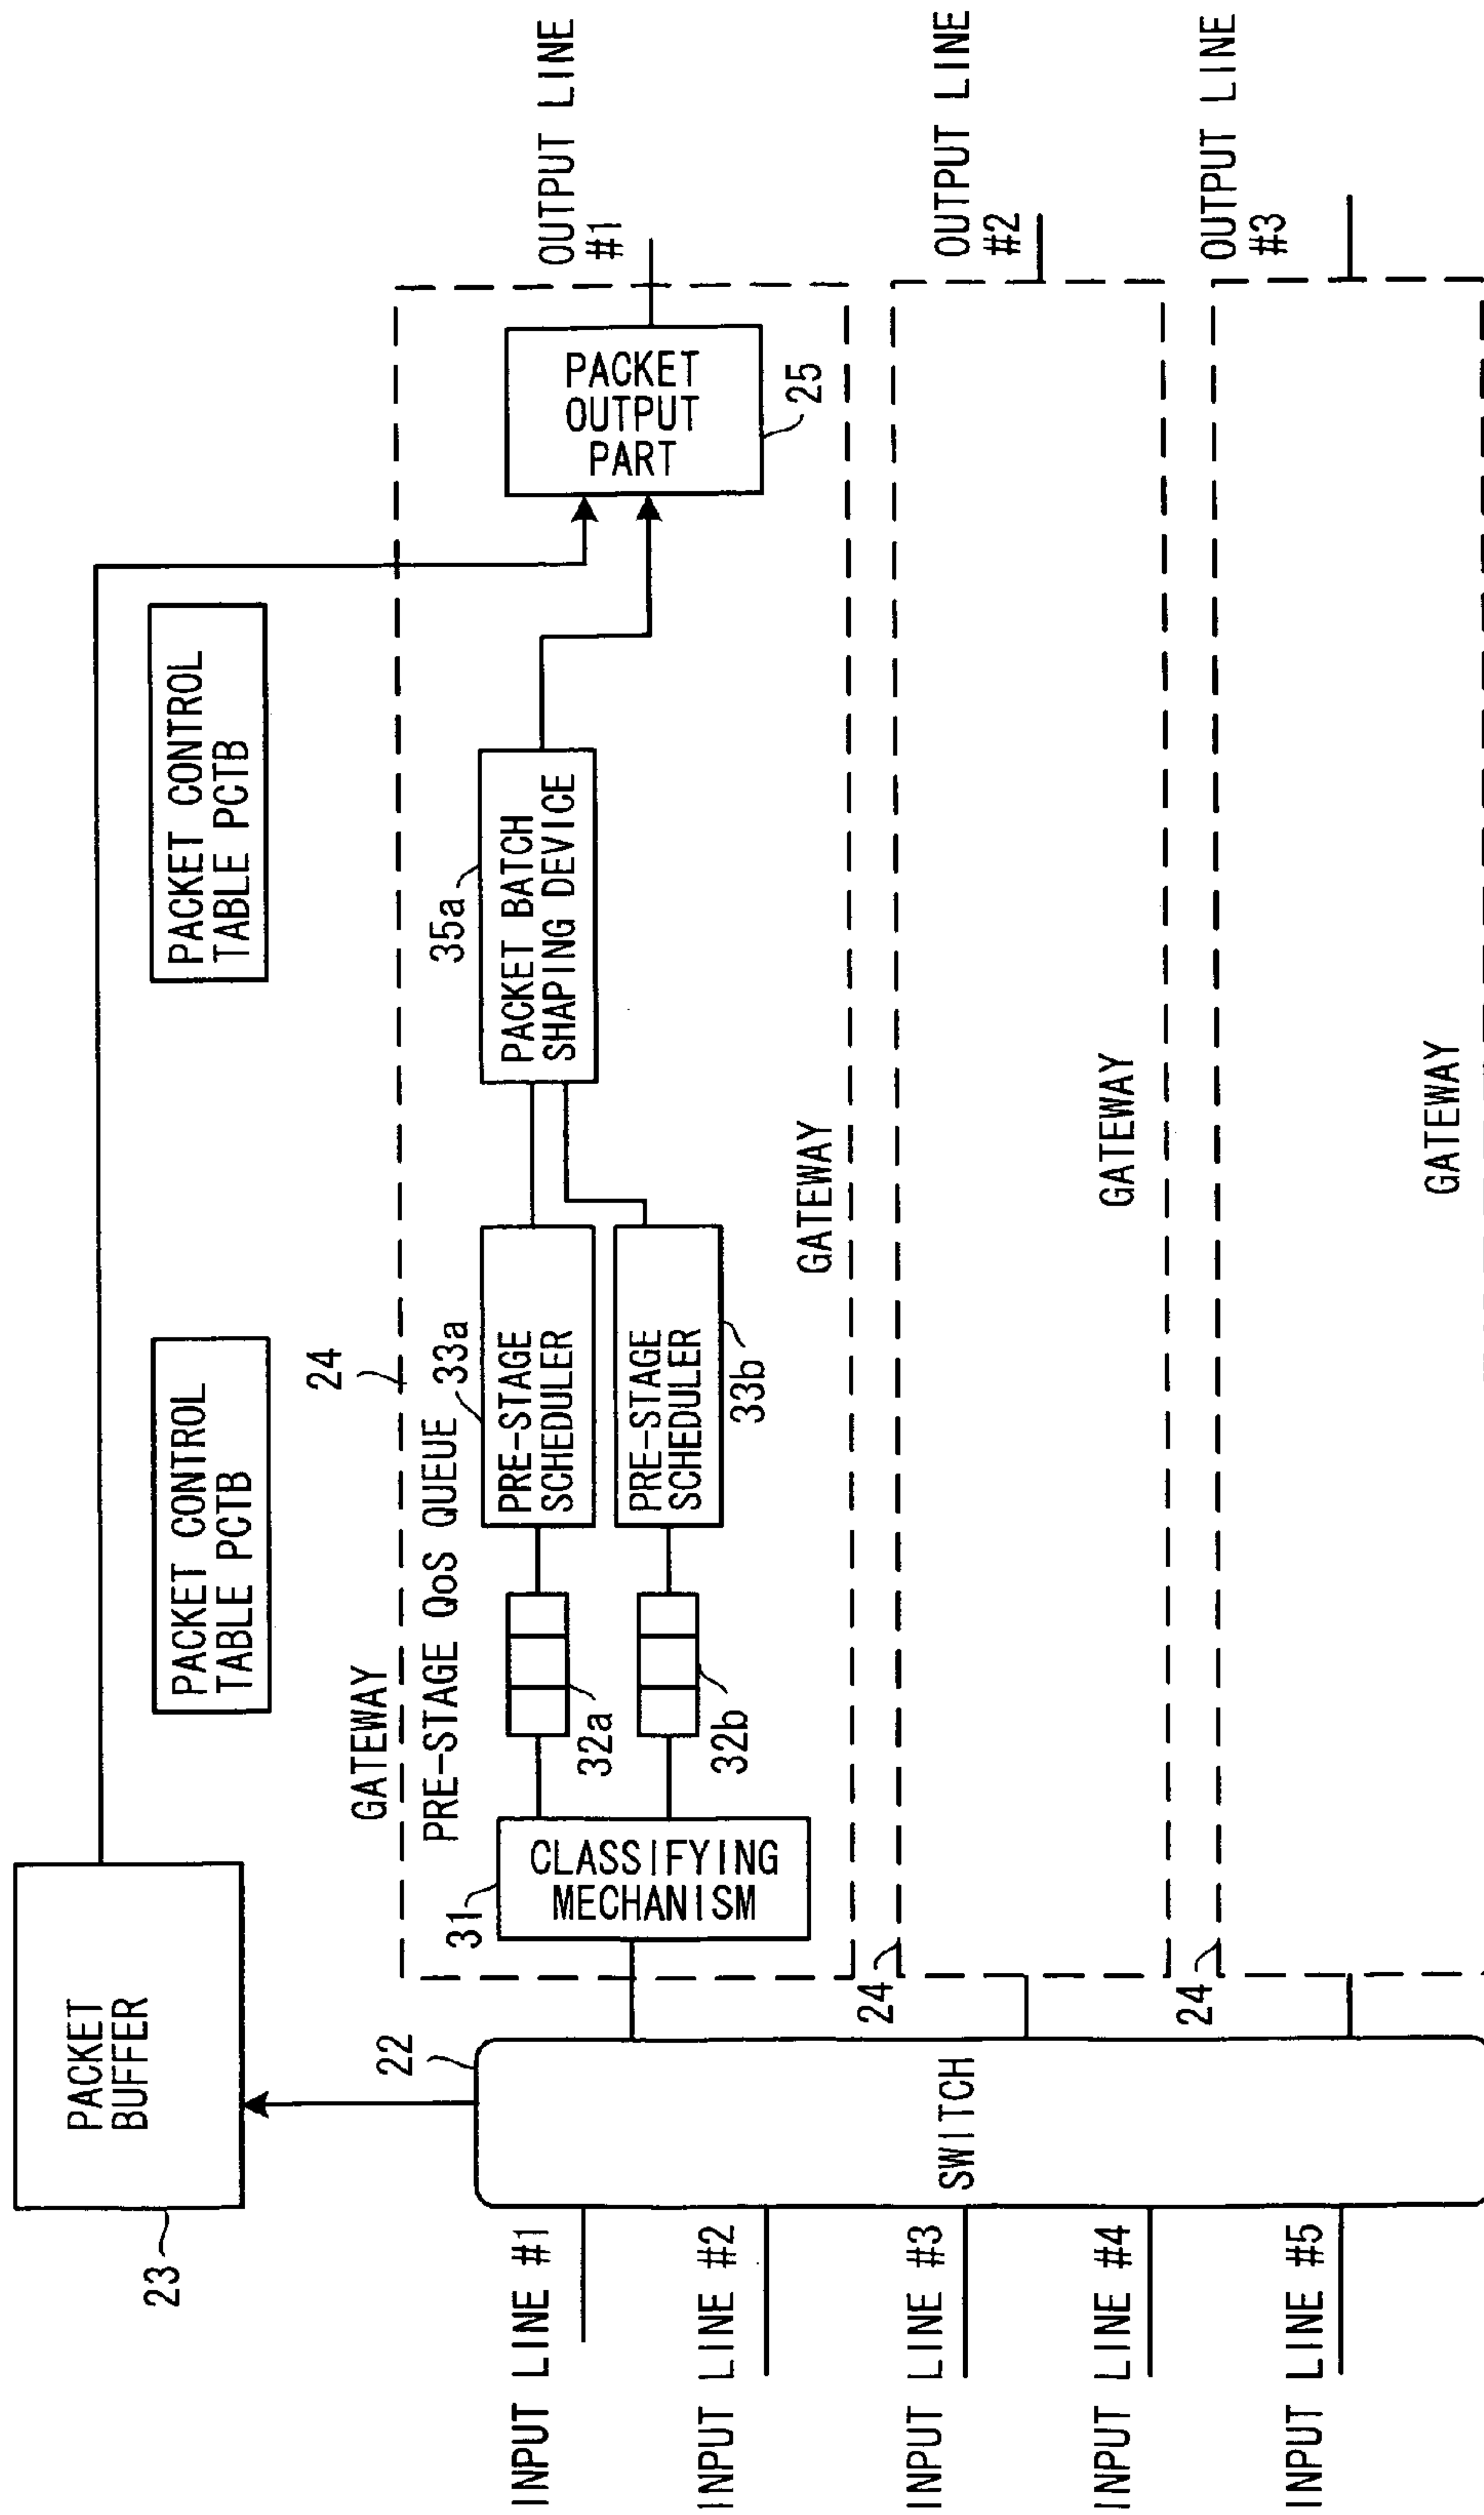 23
PACKET
BUFFER
PACKET CONTROL
TABLE PCTB
PACKET CONTROL
TABLE PCTB
22
SWITCH
INPUT LINE #1
INPUT LINE #2
INPUT LINE #3
INPUT LINE #4
INPUT LINE #5
GATEWAY
24
PRE-STAGE QoS QUEUE
31
CLASSIFYING
MECHANISM
32a
32b
33a
PRE-STAGE
SCHEDULER
PRE-STAGE
SCHEDULER
33b
35a
PACKET BATCH
SHAPING DEVICE
PACKET
OUTPUT
PART
25
OUTPUT LINE
#1
GATEWAY
24
GATEWAY
OUTPUT LINE
#2
24
GATEWAY
OUTPUT LINE
#3